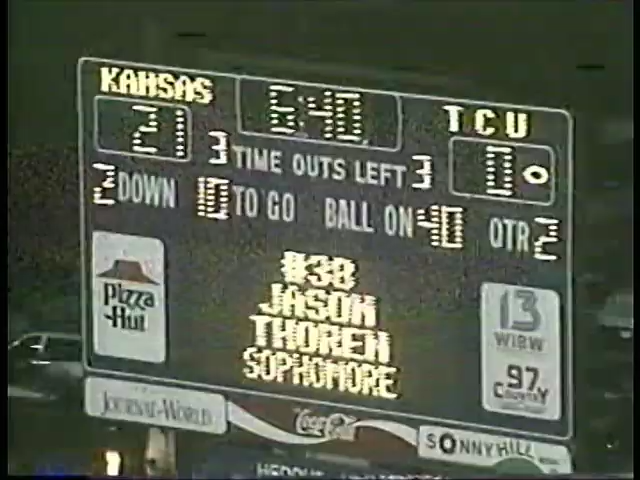 KANSAS 6:40 TCU
21 3 TIME OUTS LEFT 3 0
2 DOWN 10 TO GO BALL ON 40 QTR 2
#38
JASON
THOREN
SOPHOMORE
Pizza
Hut
13
WIBW
97
COUNTRY
JOURNAL-WORLD
Coca-Cola
SONNY HILL